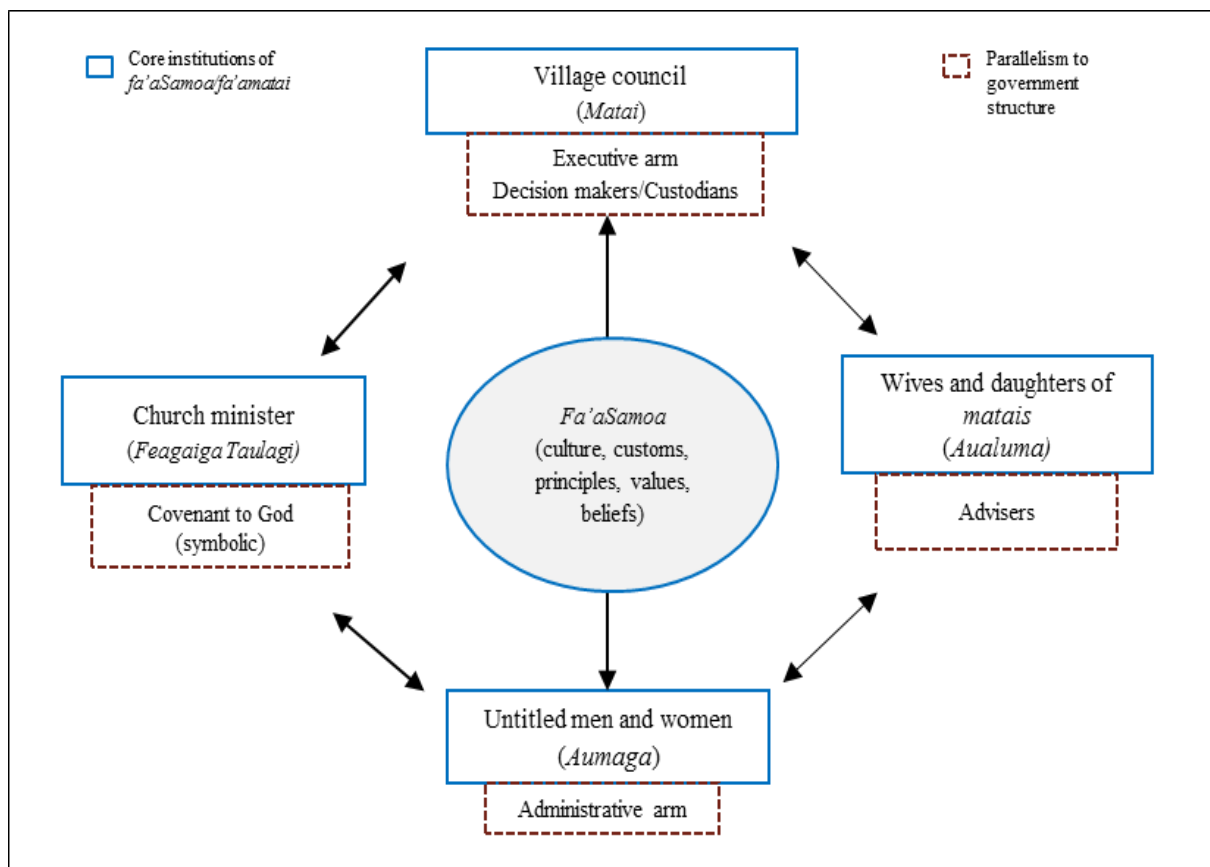 Core institutions of
fa’aSamoa/fa’amatai
Village council
(Matai)
Parallelism to
government
structure
Executive arm
Decision makers/Custodians
Church minister
(Feagaiga Taulagi)
Covenant to God
(symbolic)
Fa’aSamoa
(culture, customs,
principles, values,
beliefs)
Wives and daughters of
matais
(Aualuma)
Advisers
Untitled men and women
(Aumaga)
Administrative arm